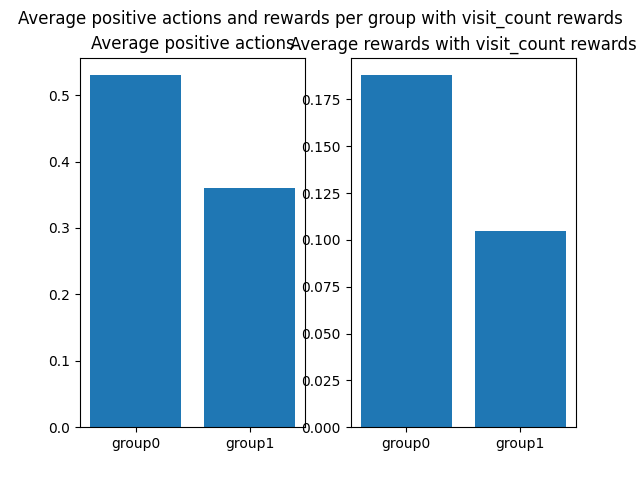 Average positive actions and rewards per group with visit_count rewards
Average positive actions
Average rewards with visit_count rewards
0.5
0.4
0.3
0.2
0.1
0.0
group0
group1
0.175
0.150
0.125
0.100
0.075
0.050
0.025
0.000
group0
group1